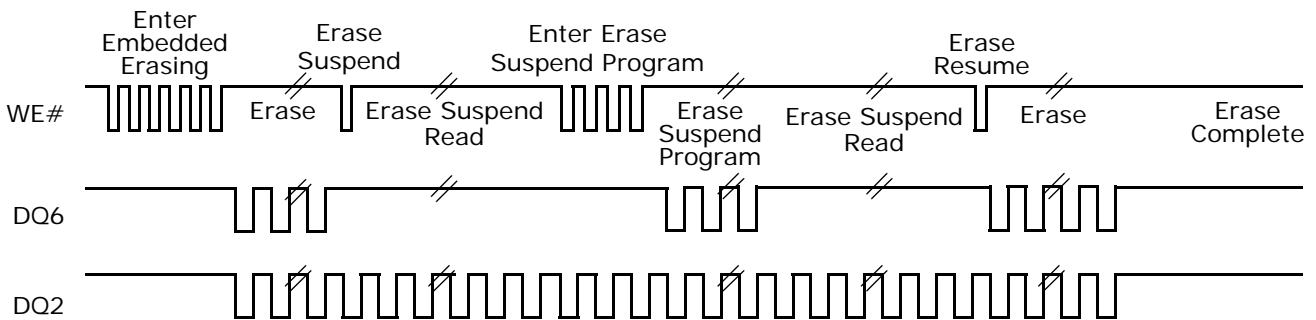 Enter
Embedded
Erasing
Erase
Suspend
Enter Erase
Suspend Program
Erase
Resume
WE#
Erase
Erase Suspend
Read
Erase
Suspend
Program
Erase Suspend
Read
Erase
Erase
Complete
DQ6
DQ2